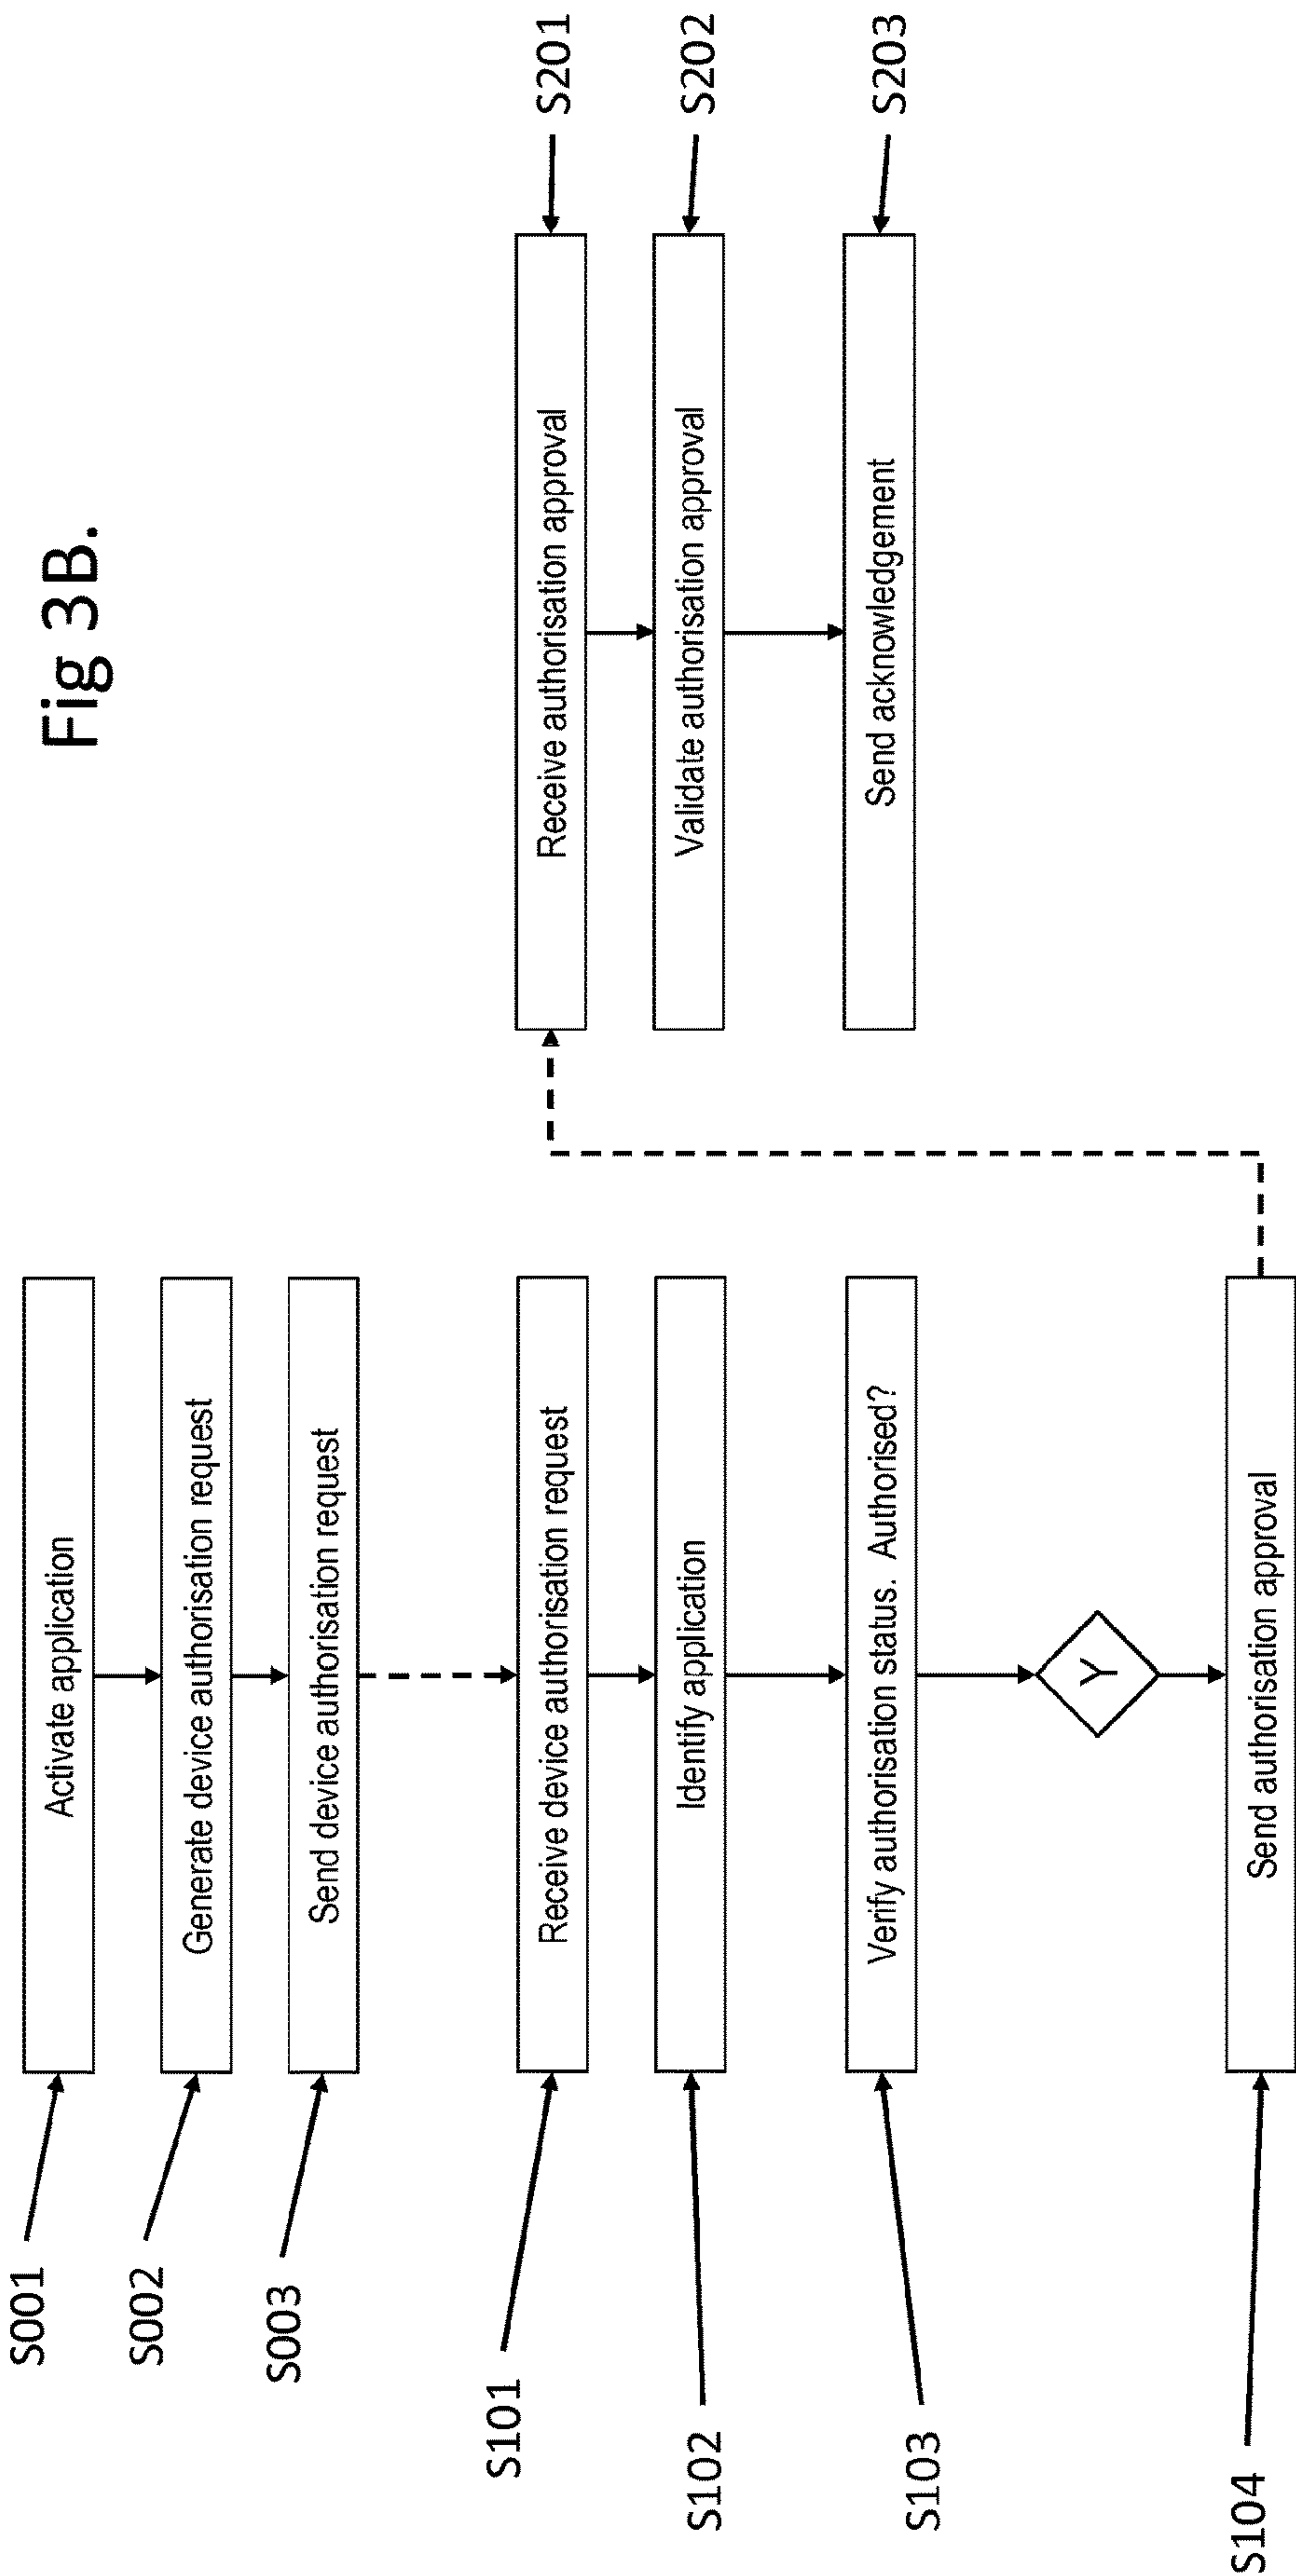 Fig 3B.
S001
Activate application
S002
Generate device authorisation request
S003
Send device authorisation request
S101
Receive device authorisation request
S102
Identify application
S103
Verify authorisation status. Authorised?
Y
S104
Send authorisation approval
Receive authorisation approval
S201
Validate authorisation approval
S202
Send acknowledgement
S203